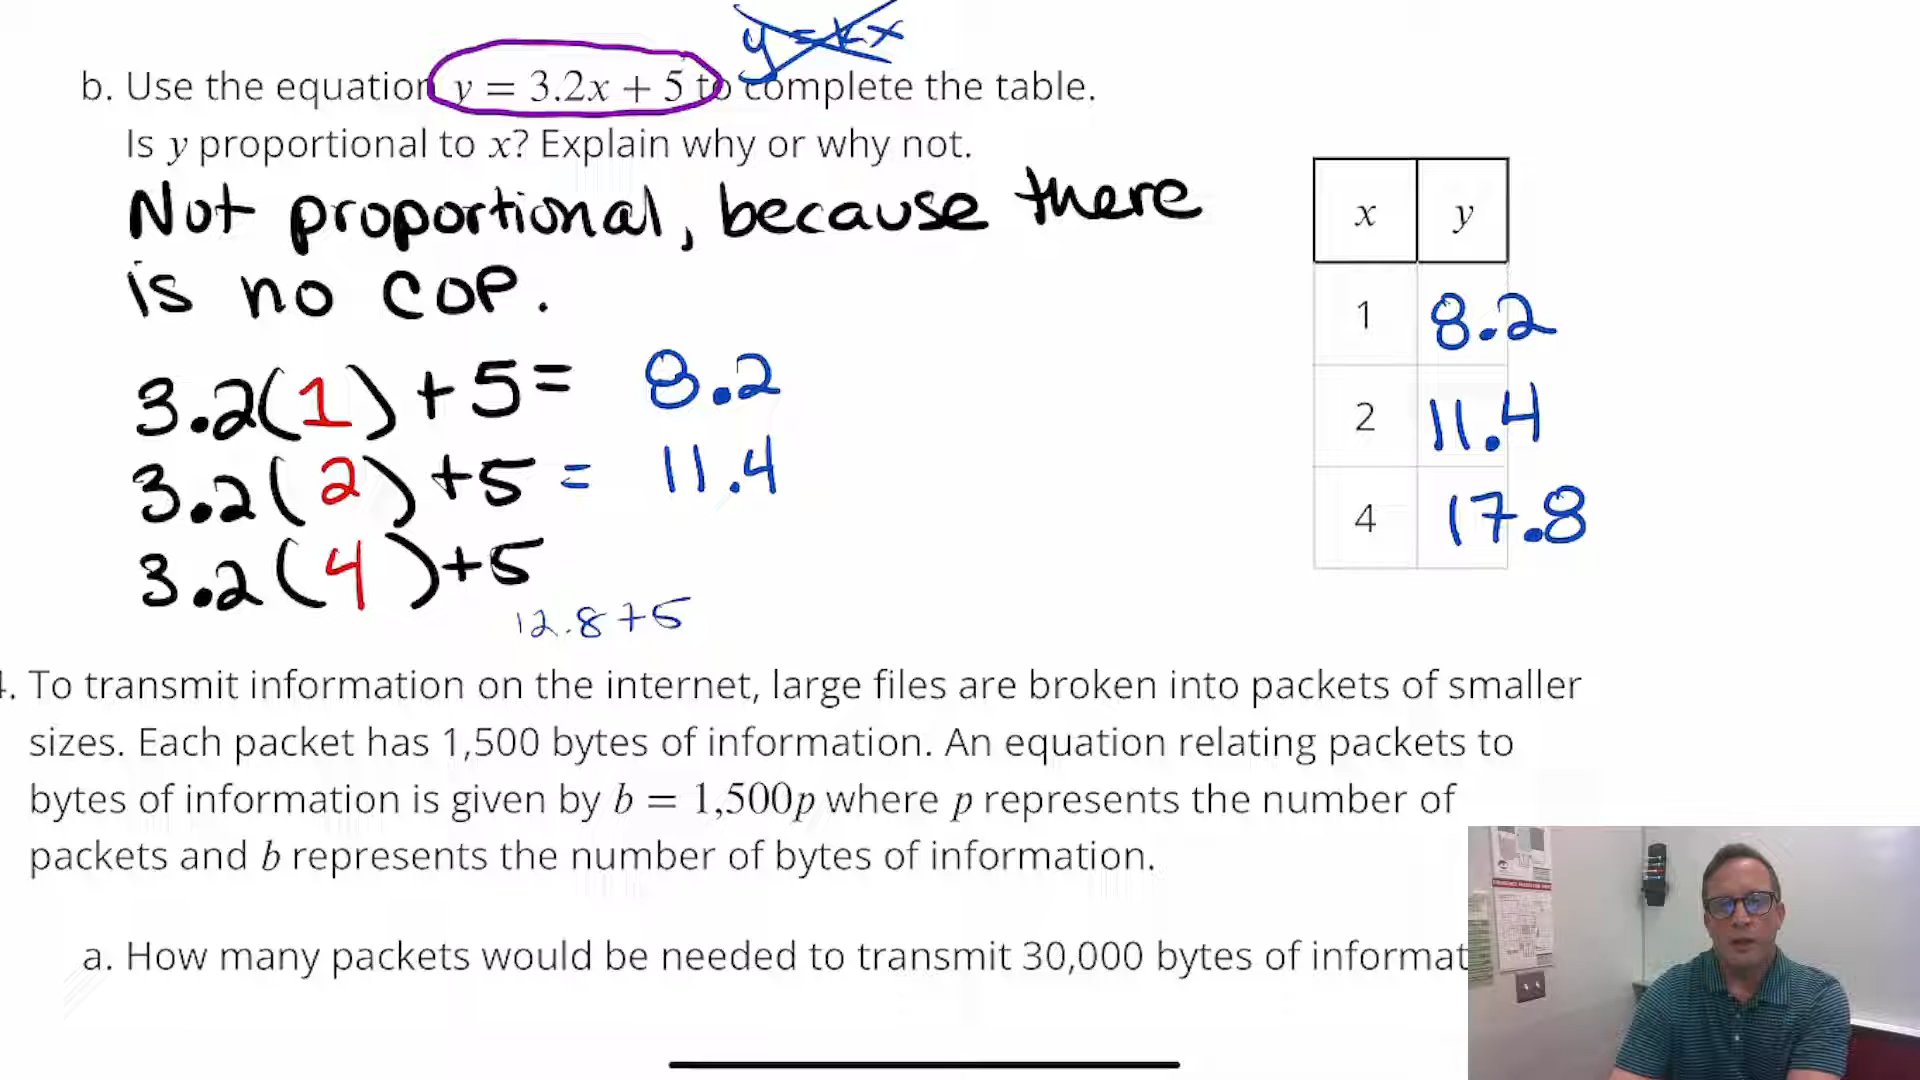 y = kx
b. Use the equation y = 3.2x + 5 to complete the table.
Is y proportional to x? Explain why or why not.
Not proportional, because there
is no COP.
3.2(1) +5= 8.2
3.2(2)+5 = 11.4
3.2(4)+5
12.8+5
x y
1 8.2
2 11.4
4 17.8
4. To transmit information on the internet, large files are broken into packets of smaller
sizes. Each packet has 1,500 bytes of information. An equation relating packets to
bytes of information is given by b = 1,500p where p represents the number of
packets and b represents the number of bytes of information.
a. How many packets would be needed to transmit 30,000 bytes of informat